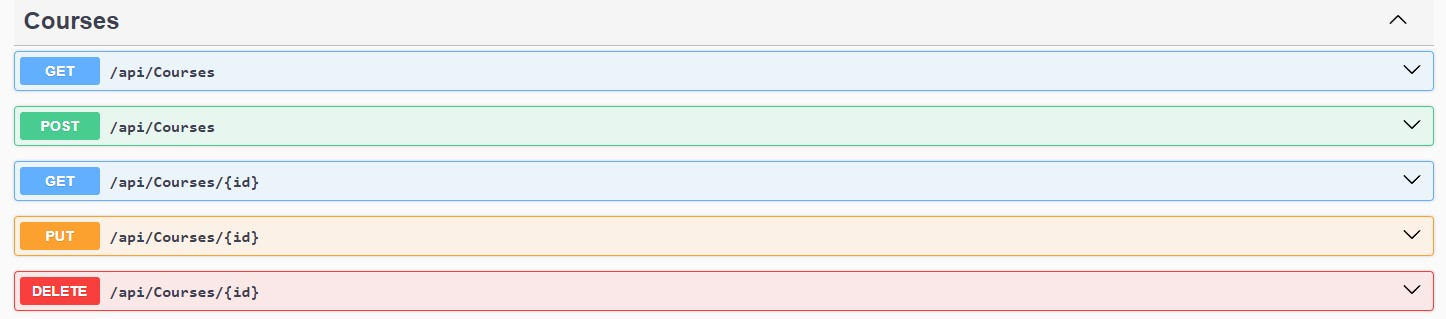 Courses
GET /api/Courses
POST /api/Courses
GET /api/Courses/{id}
PUT /api/Courses/{id}
DELETE /api/Courses/{id}